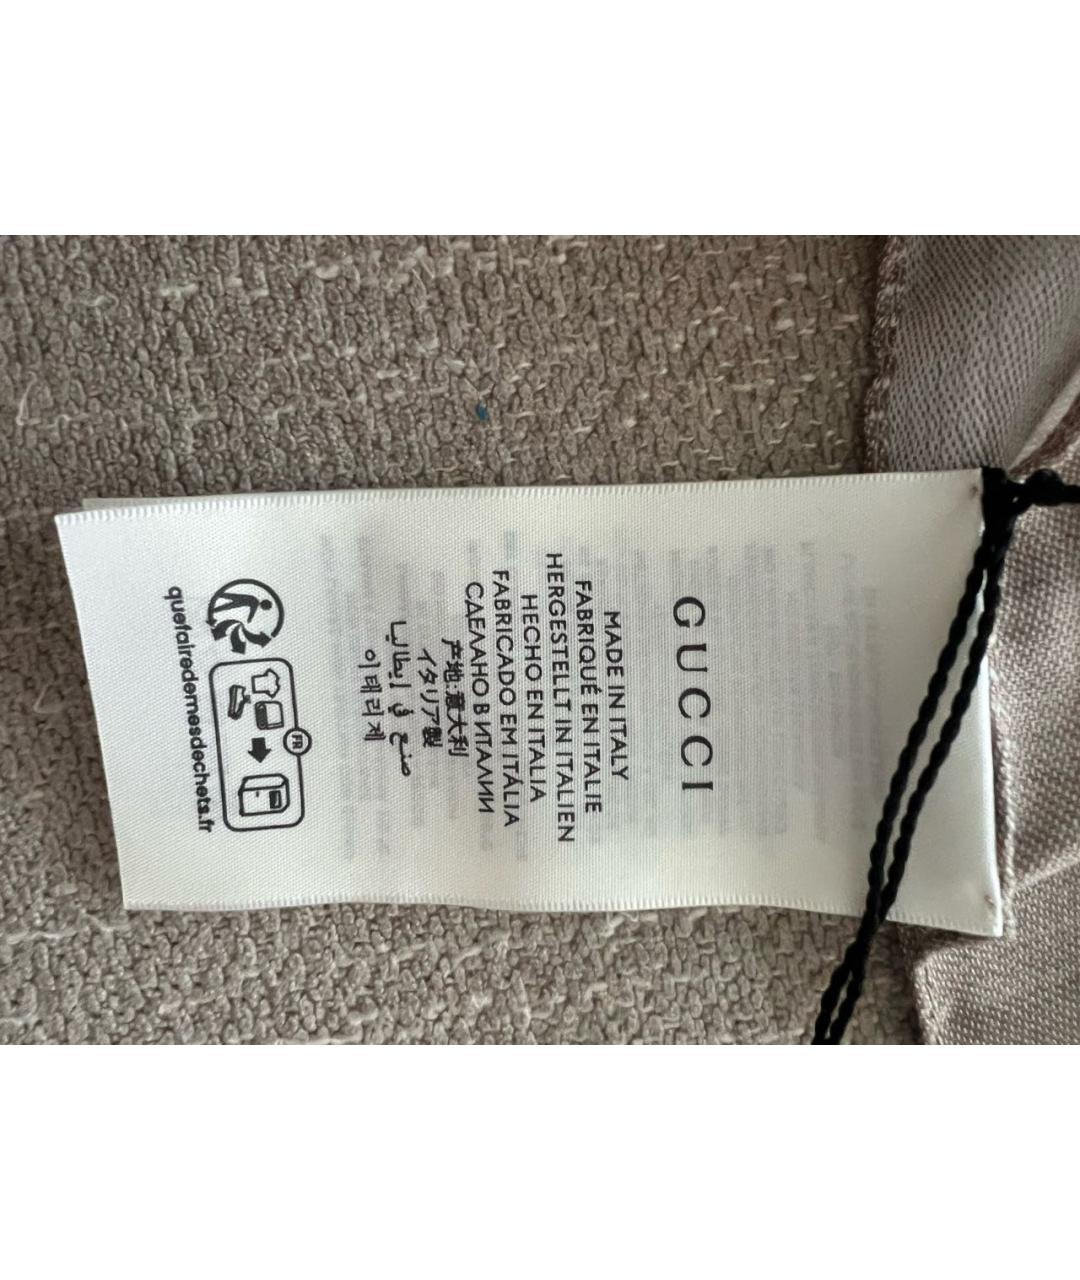 GUCCI
MADE IN ITALY
FABRIQUÉ EN ITALIE
HERGESTELLT IN ITALIEN
HECHO EN ITALIA
FABRICADO EM ITÁLIA
СДЕЛАНО В ИТАЛИИ
产地:意大利
イタリア製
صنع في إيطاليا
이태리제
FR
quefairedemesdechets.fr